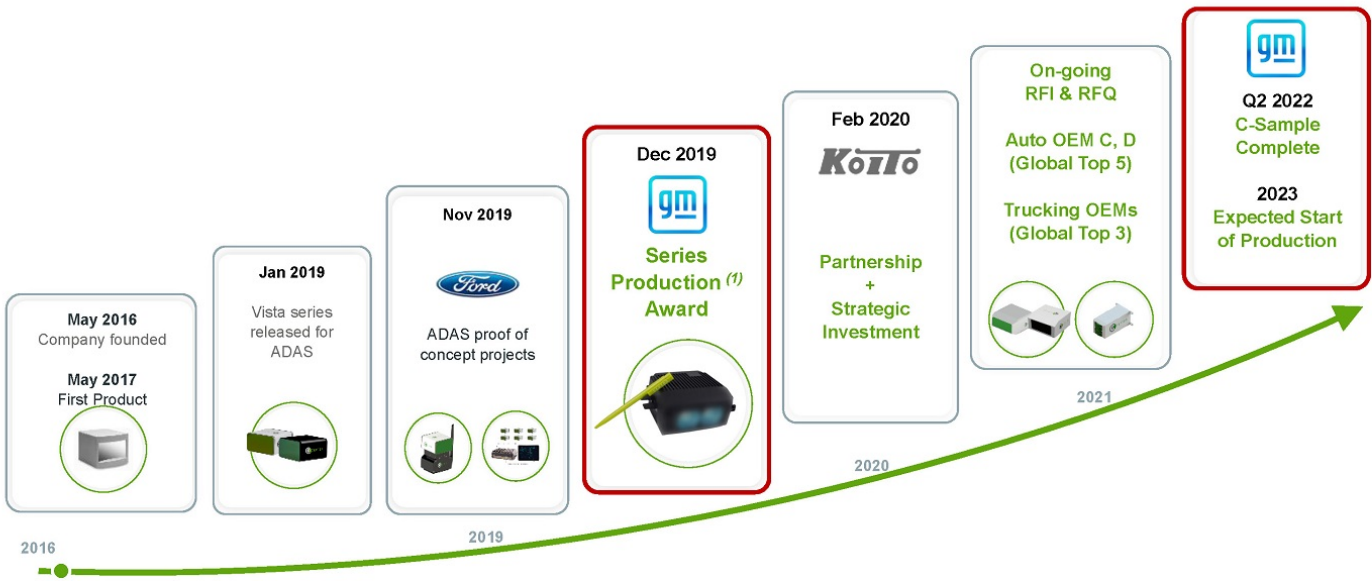 May 2016
Company founded
May 2017
First Product
Jan 2019
Vista series
released for
ADAS
Nov 2019
Ford
ADAS proof of
concept projects
Dec 2019
gm
Series
Production (1)
Award
Feb 2020
KOITO
Partnership
+
Strategic
Investment
On-going
RFI & RFQ
Auto OEM C, D
(Global Top 5)
Trucking OEMs
(Global Top 3)
gm
Q2 2022
C-Sample
Complete
2023
Expected Start
of Production
2016
2019
2020
2021